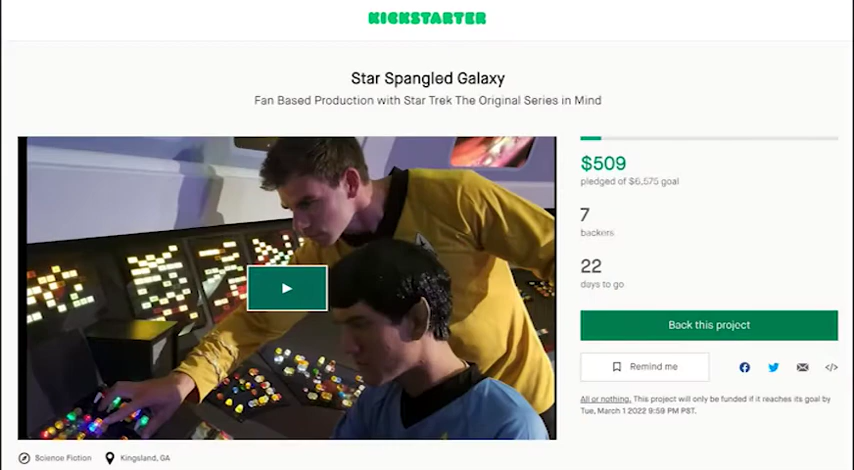 KICKSTARTER
Star Spangled Galaxy
Fan Based Production with Star Trek The Original Series in Mind
$509
pledged of $6,575 goal
7
backers
22
days to go
Back this project
Remind me
All or nothing. This project will only be funded if it reaches its goal by
Tue, March 1 2022 9:59 PM PST.
Science Fiction Kingsland, GA